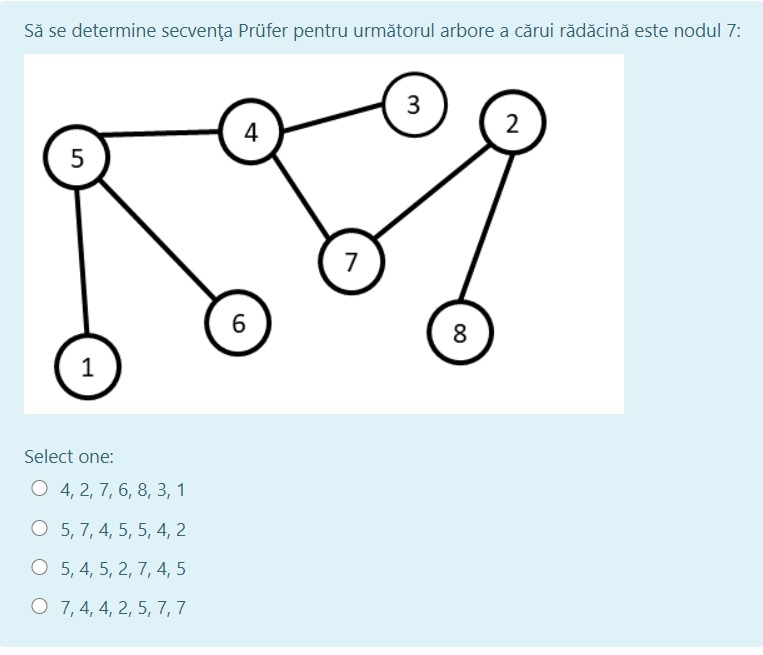 Să se determine secvenţa Prüfer pentru următorul arbore a cărui rădăcină este nodul 7:
3
2
4
5
7
6
8
1
Select one:
4, 2, 7, 6, 8, 3, 1
5, 7, 4, 5, 5, 4, 2
5, 4, 5, 2, 7, 4, 5
7, 4, 4, 2, 5, 7, 7